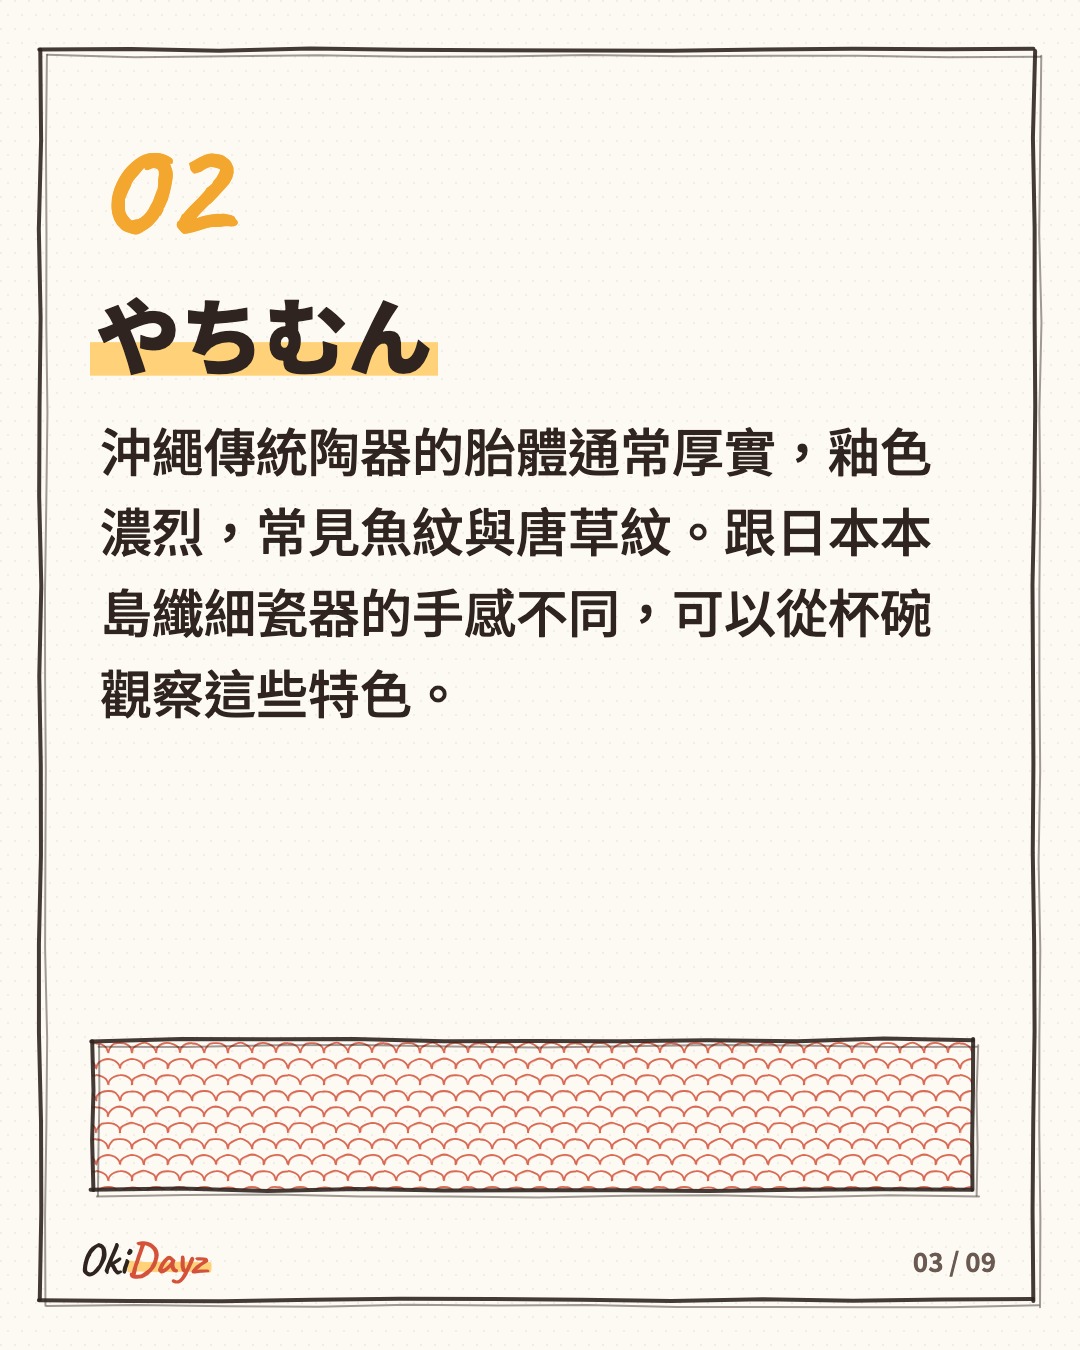 02
やちむん
沖繩傳統陶器的胎體通常厚實，釉色
濃烈，常見魚紋與唐草紋。跟日本本
島纖細瓷器的手感不同，可以從杯碗
觀察這些特色。
OkiDayz
03 / 09